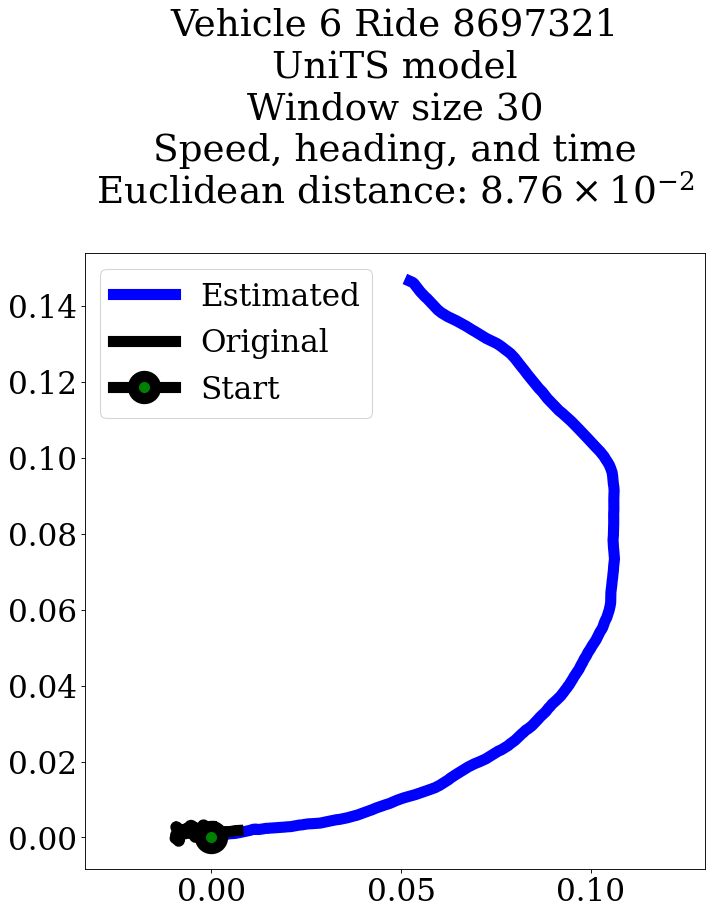 Vehicle 6 Ride 8697321
UniTS model
Window size 30
Speed, heading, and time
Euclidean distance: 8.76 × 10⁻²
Estimated
Original
Start
0.14
0.12
0.10
0.08
0.06
0.04
0.02
0.00
0.00 0.05 0.10